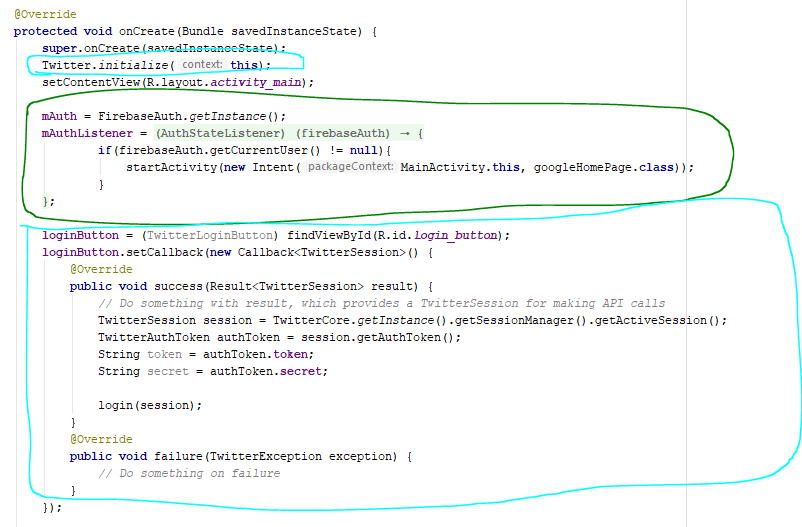 @Override
protected void onCreate(Bundle savedInstanceState) {
super.onCreate(savedInstanceState);
Twitter.initialize( context: this);
setContentView(R.layout.activity_main);
mAuth = FirebaseAuth.getInstance();
mAuthListener = (AuthStateListener) (firebaseAuth) → {
if(firebaseAuth.getCurrentUser() != null){
startActivity(new Intent( packageContext: MainActivity.this, googleHomePage.class));
}
};
loginButton = (TwitterLoginButton) findViewById(R.id.login_button);
loginButton.setCallback(new Callback<TwitterSession>() {
@Override
public void success(Result<TwitterSession> result) {
// Do something with result, which provides a TwitterSession for making API calls
TwitterSession session = TwitterCore.getInstance().getSessionManager().getActiveSession();
TwitterAuthToken authToken = session.getAuthToken();
String token = authToken.token;
String secret = authToken.secret;
login(session);
}
@Override
public void failure(TwitterException exception) {
// Do something on failure
}
});